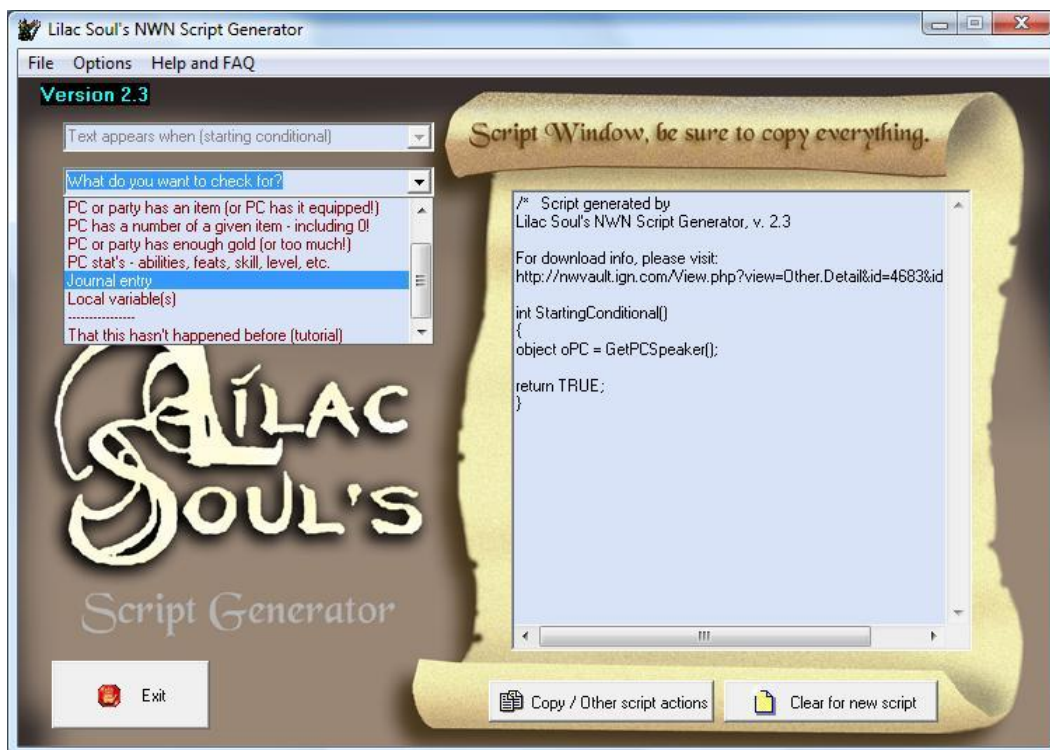 Lilac Soul's NWN Script Generator
File Options Help and FAQ
Version 2.3
Text appears when (starting conditional)
What do you want to check for?
PC or party has an item (or PC has it equipped!)
PC has a number of a given item - including 0!
PC or party has enough gold (or too much!)
PC stat's - abilities, feats, skill, level, etc.
Journal entry
Local variable(s)
----------------
That this hasn't happened before (tutorial)
LILAC
SOUL'S
Script Generator
Exit
Script Window, be sure to copy everything.
/* Script generated by
Lilac Soul's NWN Script Generator, v. 2.3
For download info, please visit:
http://nwvault.ign.com/View.php?view=Other.Detail&id=4683&id
int StartingConditional()
{
object oPC = GetPCSpeaker();
return TRUE;
}
Copy / Other script actions
Clear for new script